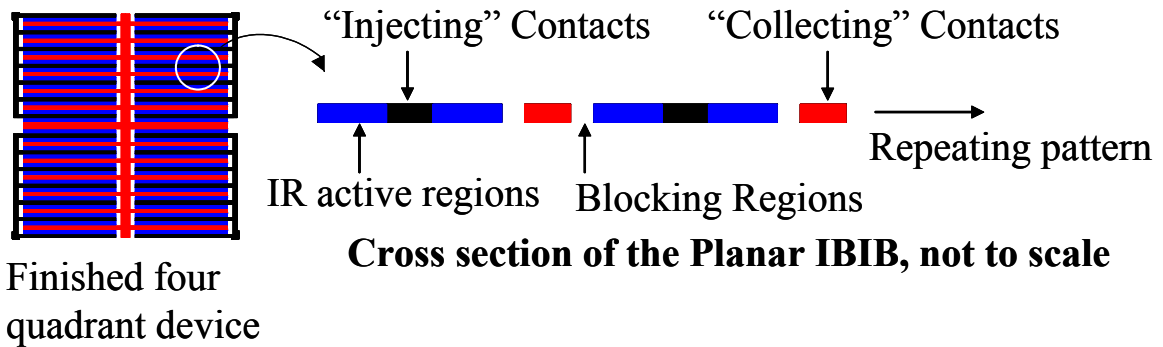 “Injecting” Contacts
“Collecting” Contacts
Repeating pattern
IR active regions
Blocking Regions
Cross section of the Planar IBIB, not to scale
Finished four
quadrant device